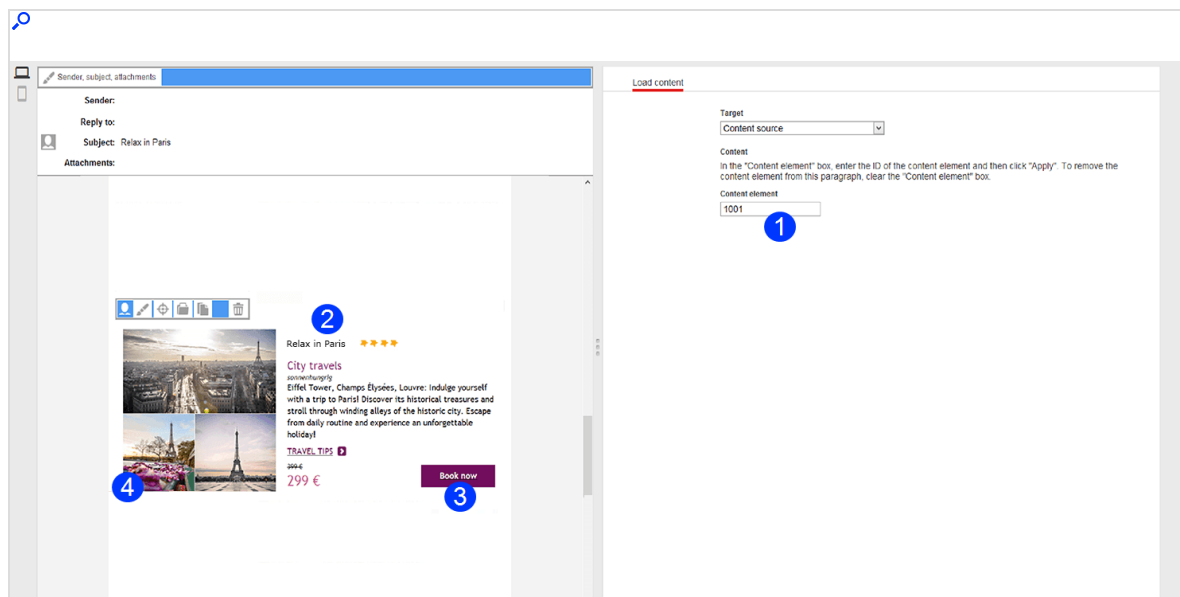 Sender, subject, attachments
Sender:
Reply to:
Subject: Relax in Paris
Attachments:
2
Relax in Paris
City travels
sonnenhungrig
Eiffel Tower, Champs Élysées, Louvre: Indulge yourself
with a trip to Paris! Discover its historical treasures and
stroll through winding alleys of the historic city. Escape
from daily routine and experience an unforgettable
holiday!
TRAVEL TIPS
399 €
299 €
Book now
4
3
Load content
Target
Content source
Content
In the "Content element" box, enter the ID of the content element and then click "Apply". To remove the
content element from this paragraph, clear the "Content element" box.
Content element
1001
1